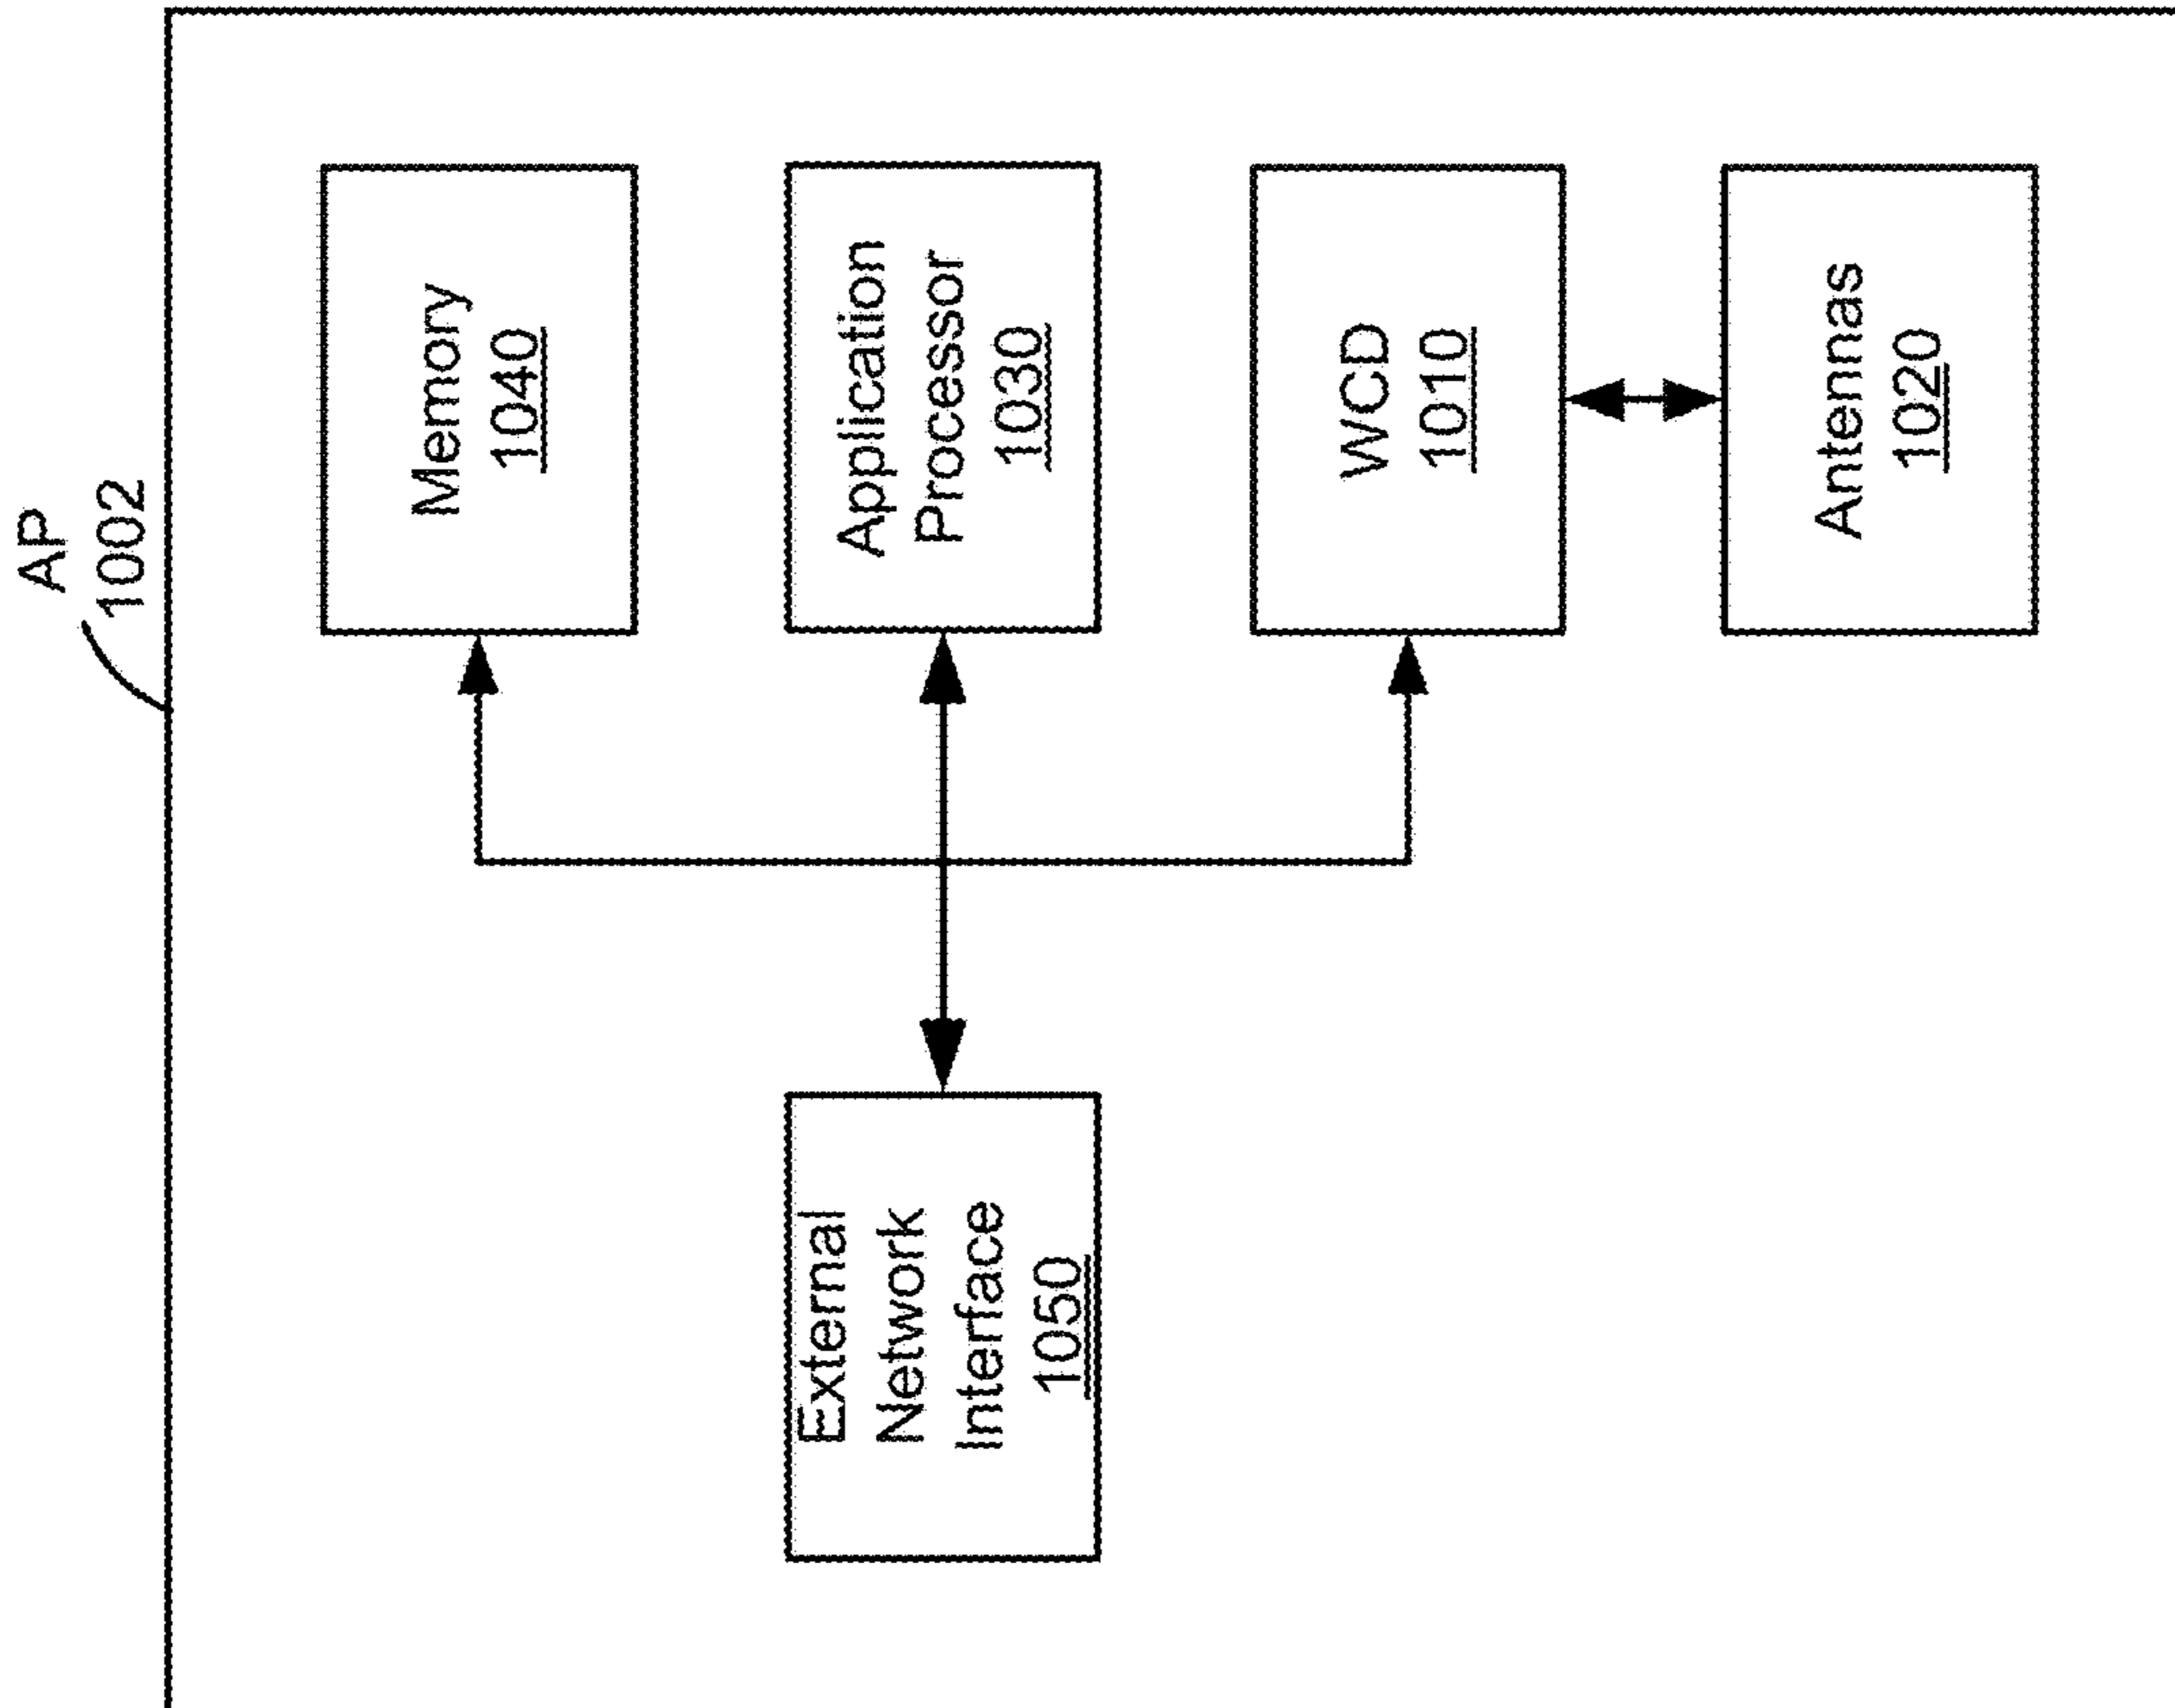 AP
1002
Memory
1040
Application
Processor
1030
WCD
1010
Antennas
1020
External
Network
Interface
1050